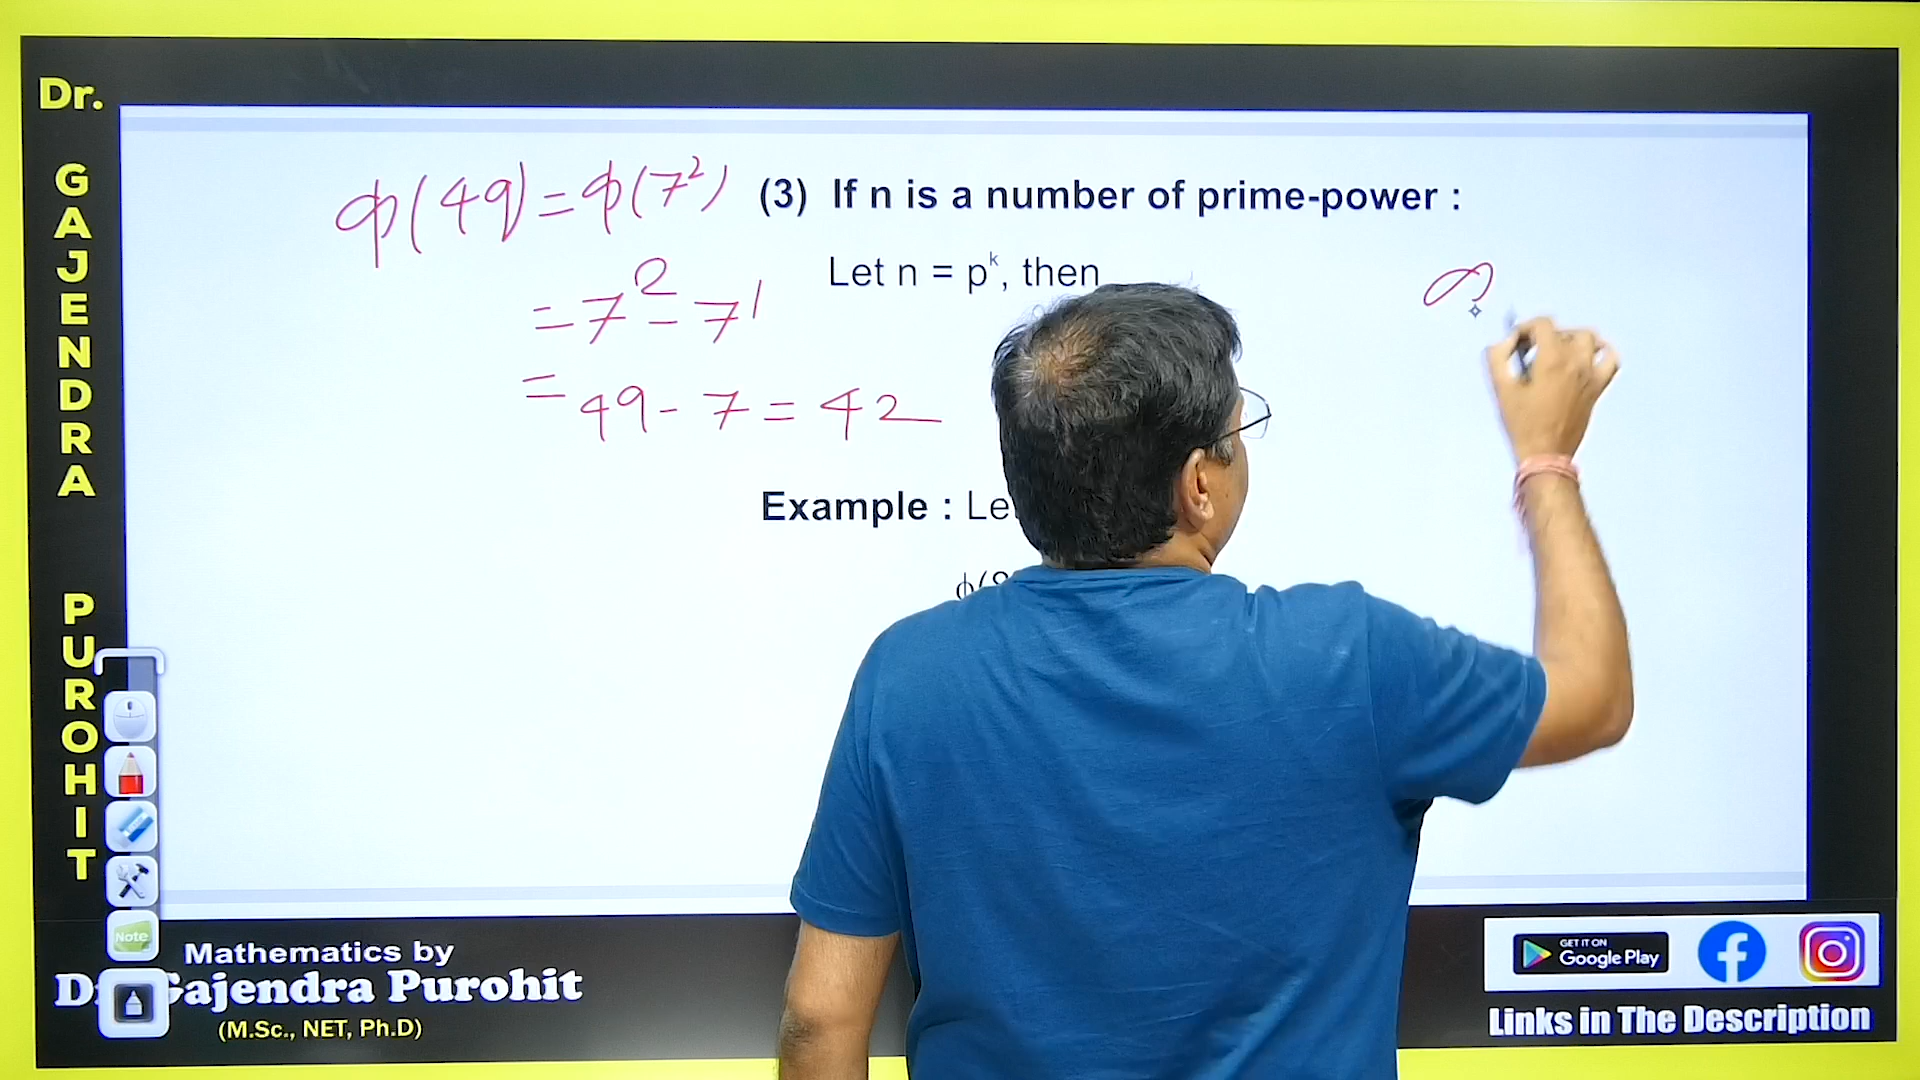 Dr.
GAJENDRA
PUROHIT
ϕ(49) = ϕ(7²)
= 7² - 7¹
= 49 - 7 = 42
(3) If n is a number of prime-power :
Let n = pᵏ, then
Example :
ϕ(
Note
Mathematics by
Gajendra Purohit
(M.Sc., NET, Ph.D)
GET IT ON
Google Play
Links in The Description